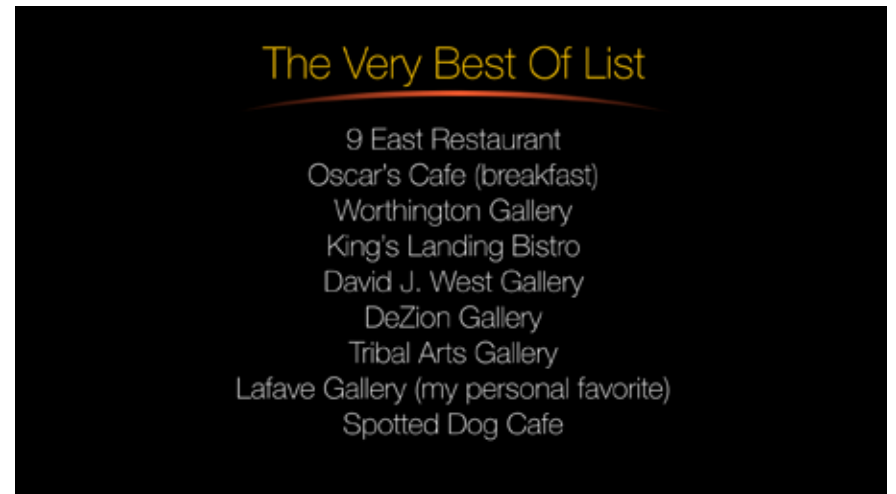 The Very Best Of List
9 East Restaurant
Oscar's Cafe (breakfast)
Worthington Gallery
King's Landing Bistro
David J. West Gallery
DeZion Gallery
Tribal Arts Gallery
Lafave Gallery (my personal favorite)
Spotted Dog Cafe